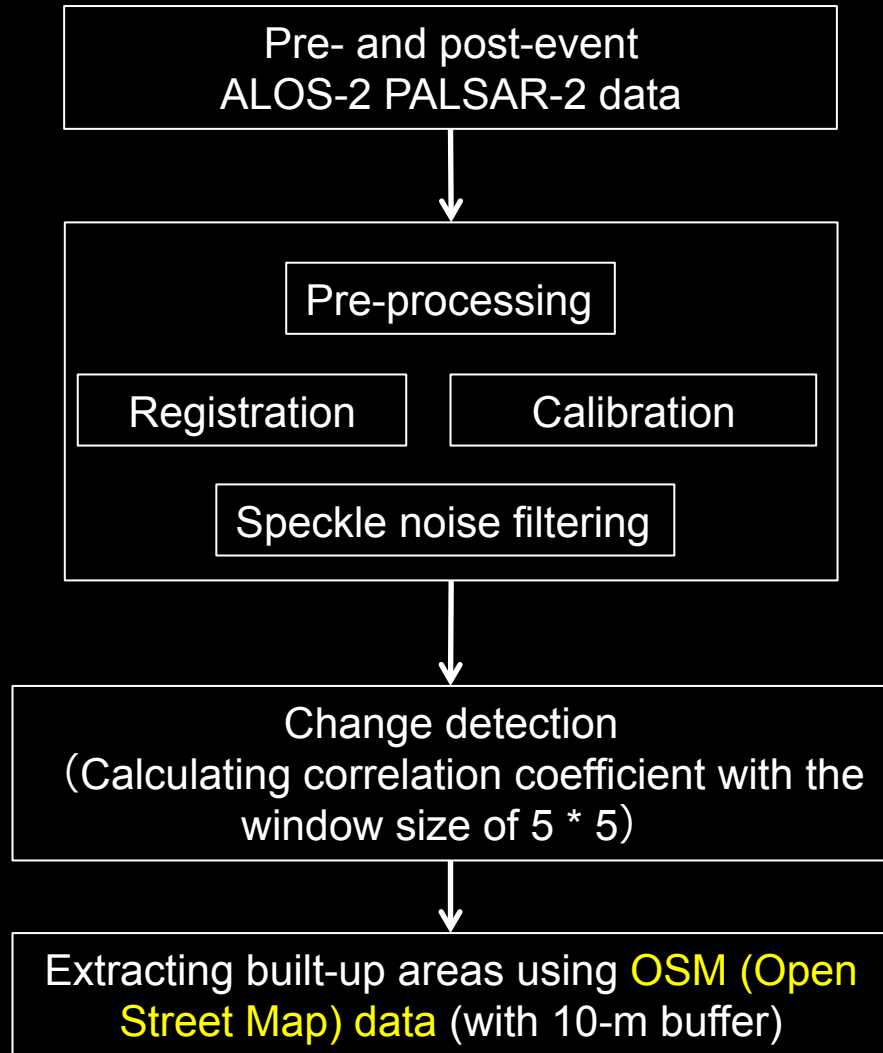 Pre- and post-event
ALOS-2 PALSAR-2 data
Pre-processing
Registration
Calibration
Speckle noise filtering
Change detection
（Calculating correlation coefficient with the
window size of 5 * 5）
Extracting built-up areas using OSM (Open
Street Map) data (with 10-m buffer)